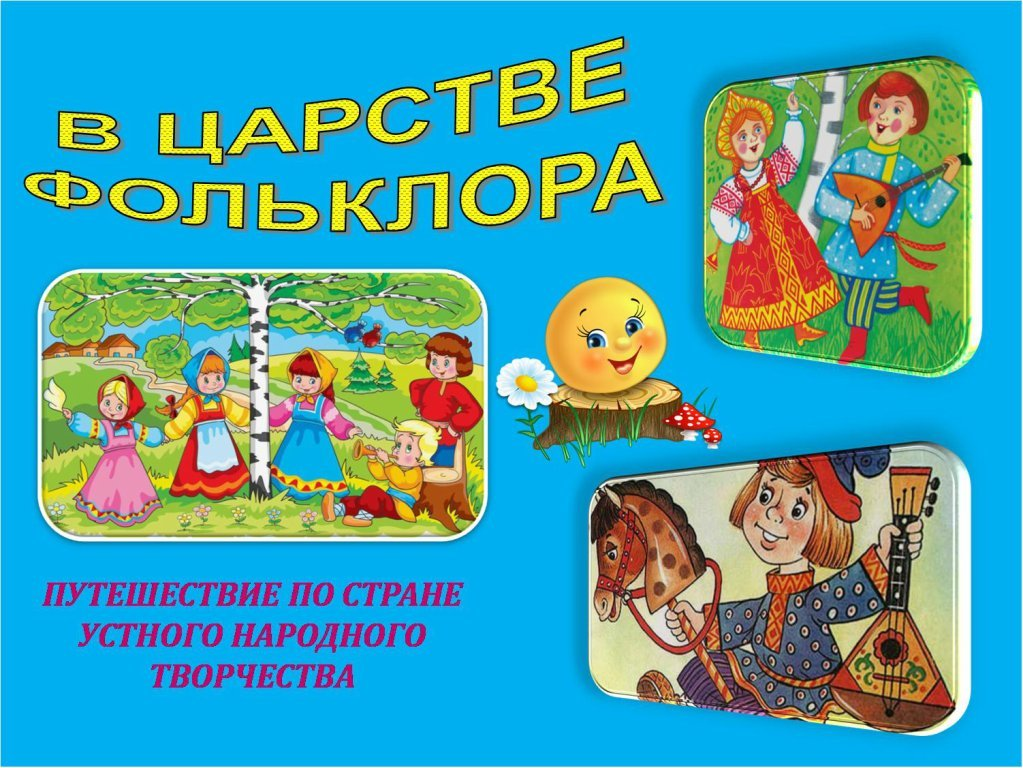 В ЦАРСТВЕ
ФОЛЬКЛОРА
ПУТЕШЕСТВИЕ ПО СТРАНЕ
УСТНОГО НАРОДНОГО
ТВОРЧЕСТВА